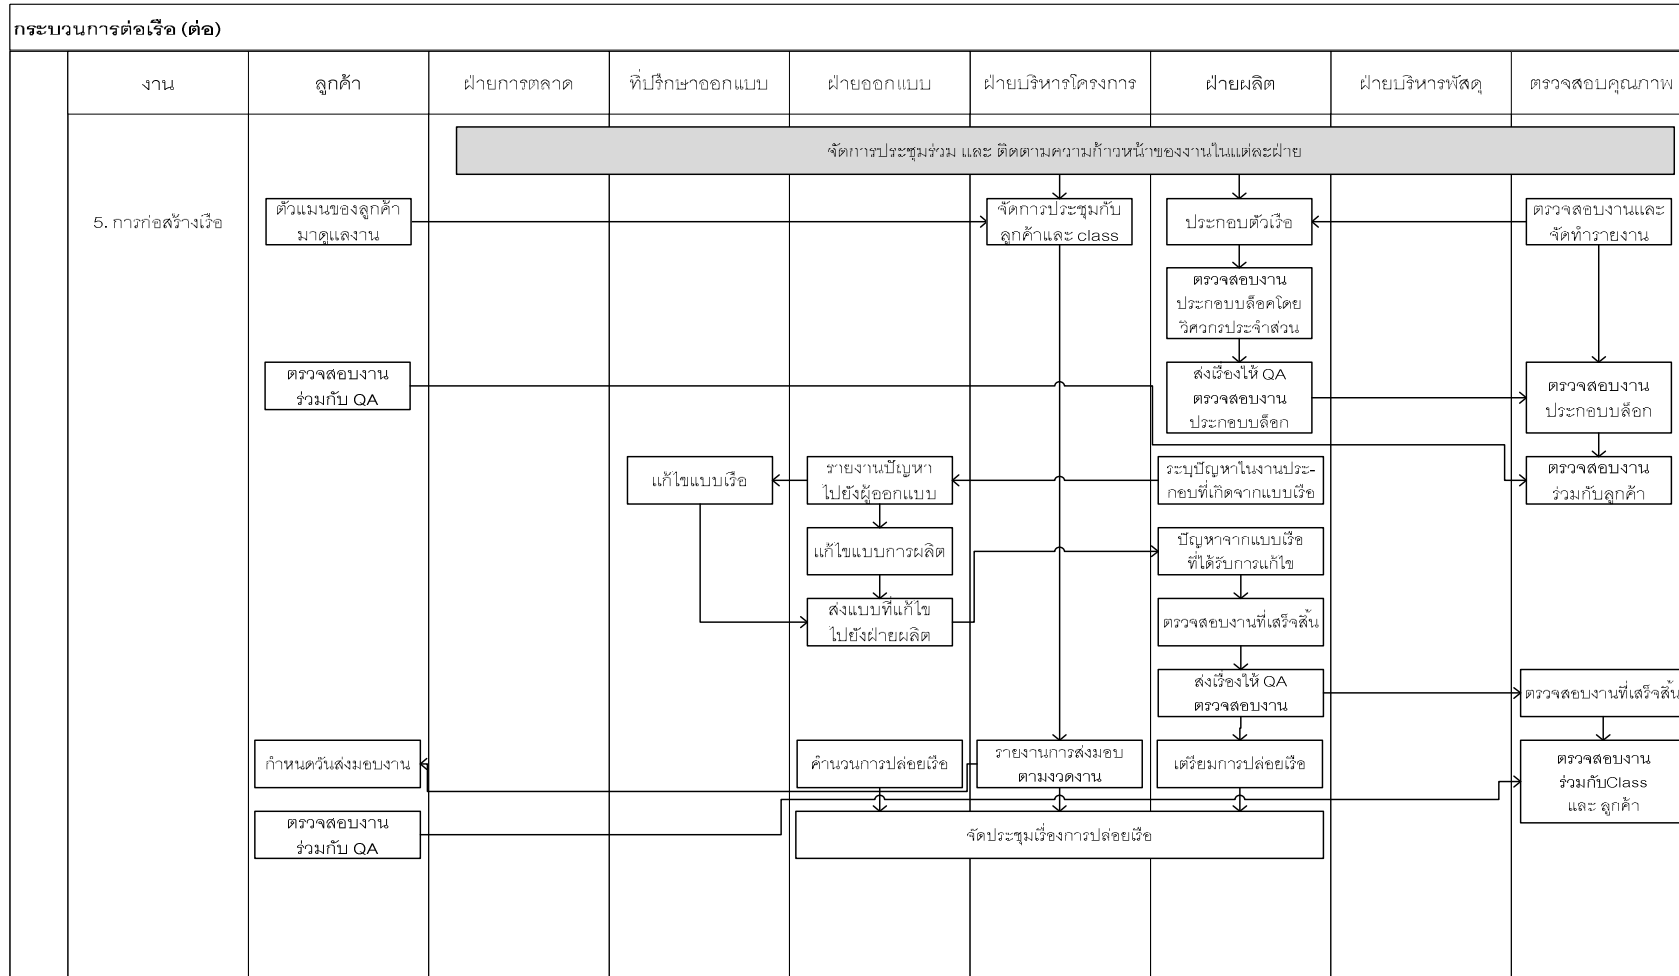 กระบวนการต่อเรือ (ต่อ)
งาน
ลูกค้า
ฝ่ายการตลาด
ที่ปรึกษาออกแบบ
ฝ่ายออกแบบ
ฝ่ายบริหารโครงการ
ฝ่ายผลิต
ฝ่ายบริหารพัสดุ
ตรวจสอบคุณภาพ
จัดการประชุมร่วม และ ติดตามความก้าวหน้าของงานในแต่ละฝ่าย
5. การก่อสร้างเรือ
ตัวแมนของลูกค้า
มาดูแลงาน
จัดการประชุมกับ
ลูกค้าและ class
ประกอบตัวเรือ
ตรวจสอบงานและ
จัดทำรายงาน
ตรวจสอบงาน
ประกอบบล็อคโดย
วิศวกรประจำส่วน
ตรวจสอบงาน
ร่วมกับ QA
ส่งเรื่องให้ QA
ตรวจสอบงาน
ประกอบบล็อก
ตรวจสอบงาน
ประกอบบล็อก
แก้ไขแบบเรือ
รายงานปัญหา
ไปยังผู้ออกแบบ
ระบุปัญหาในงานประ-
กอบที่เกิดจากแบบเรือ
ตรวจสอบงาน
ร่วมกับลูกค้า
แก้ไขแบบการผลิต
ปัญหาจากแบบเรือ
ที่ได้รับการแก้ไข
ส่งแบบที่แก้ไข
ไปยังฝ่ายผลิต
ตรวจสอบงานที่เสร็จสิ้น
ส่งเรื่องให้ QA
ตรวจสอบงาน
ตรวจสอบงานที่เสร็จสิ้น
กำหนดวันส่งมอบงาน
คำนวนการปล่อยเรือ
รายงานการส่งมอบ
ตามงวดงาน
เตรียมการปล่อยเรือ
ตรวจสอบงาน
ร่วมกับClass
และ ลูกค้า
ตรวจสอบงาน
ร่วมกับ QA
จัดประชุมเรื่องการปล่อยเรือ